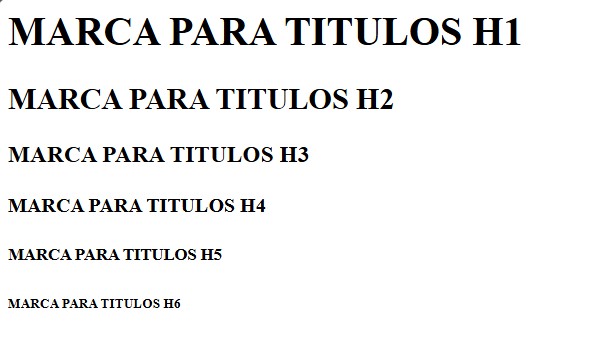 MARCA PARA TITULOS H1
MARCA PARA TITULOS H2
MARCA PARA TITULOS H3
MARCA PARA TITULOS H4
MARCA PARA TITULOS H5
MARCA PARA TITULOS H6